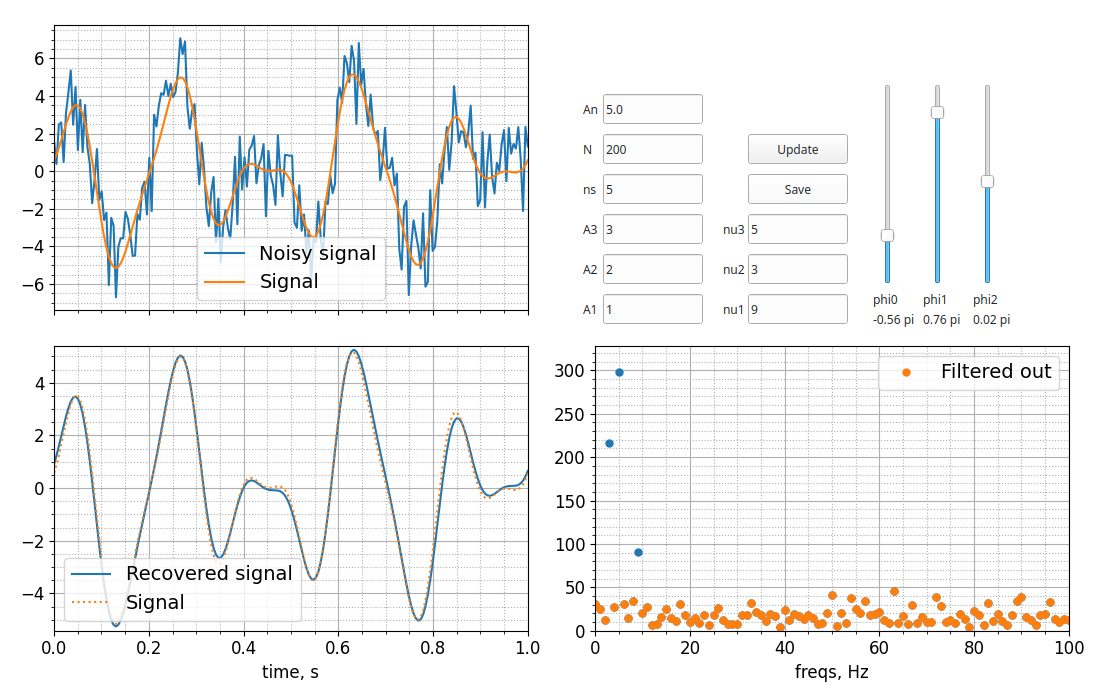 6
4
2
0
−2
−4
−6
Noisy signal
Signal
An 5.0
N 200
Update
ns 5
Save
A3 3
nu3 5
A2 2
nu2 3
A1 1
nu1 9
phi0 phi1 phi2
-0.56 pi 0.76 pi 0.02 pi
4
2
0
−2
−4
Recovered signal
Signal
0.0 0.2 0.4 0.6 0.8 1.0
time, s
300
250
200
150
100
50
0
Filtered out
0 20 40 60 80 100
freqs, Hz